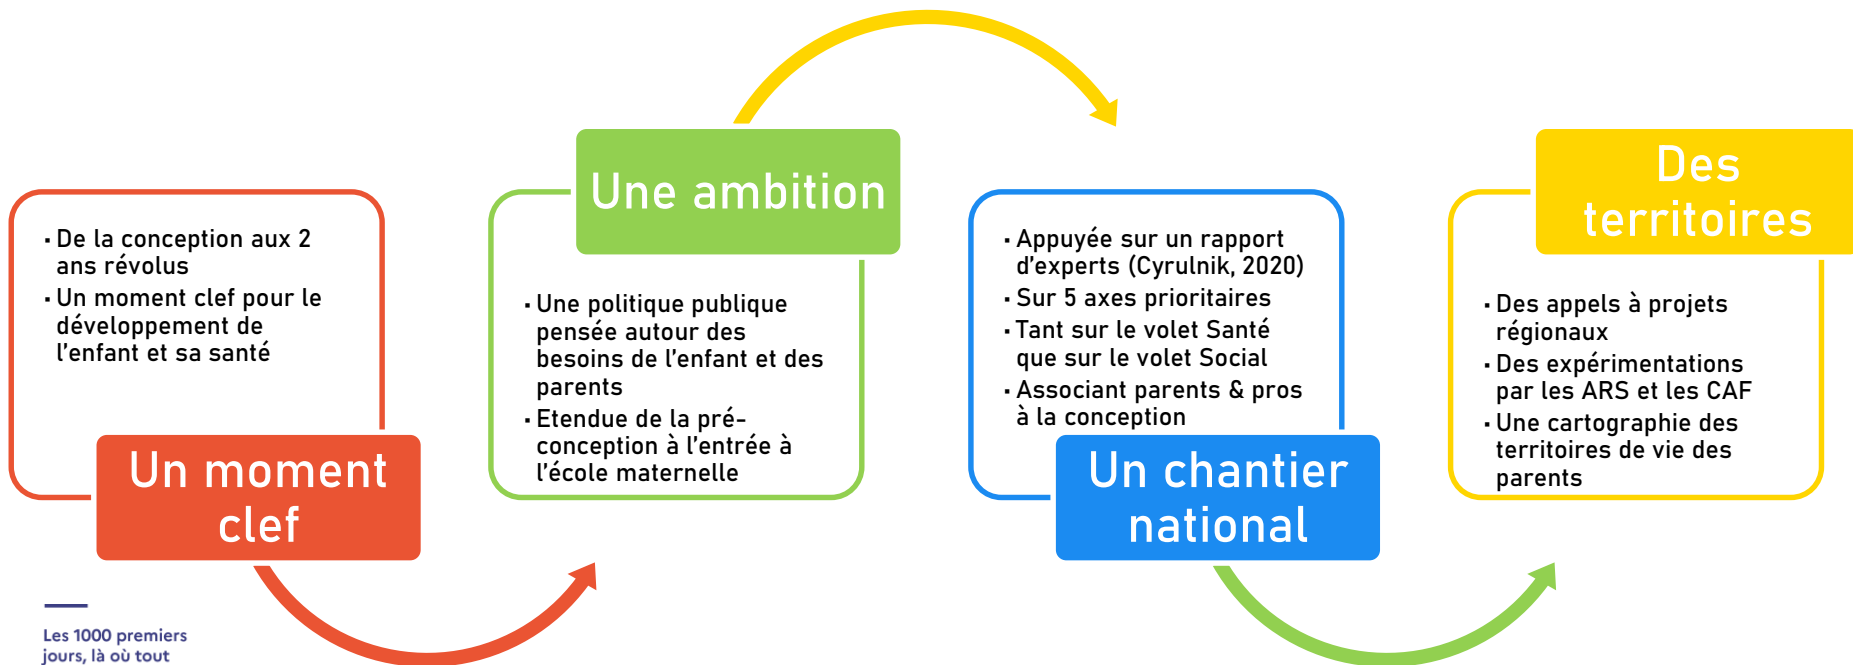 ▪ De la conception aux 2
ans révolus
▪ Un moment clef pour le
développement de
l’enfant et sa santé
Un moment
clef
Une ambition
▪ Une politique publique
pensée autour des
besoins de l’enfant et des
parents
▪ Etendue de la pré-
conception à l’entrée à
l’école maternelle
▪ Appuyée sur un rapport
d’experts (Cyrulnik, 2020)
▪ Sur 5 axes prioritaires
▪ Tant sur le volet Santé
que sur le volet Social
▪ Associant parents & pros
à la conception
Un chantier
national
Des
territoires
▪ Des appels à projets
régionaux
▪ Des expérimentations
par les ARS et les CAF
▪ Une cartographie des
territoires de vie des
parents
Les 1000 premiers
jours, là où tout